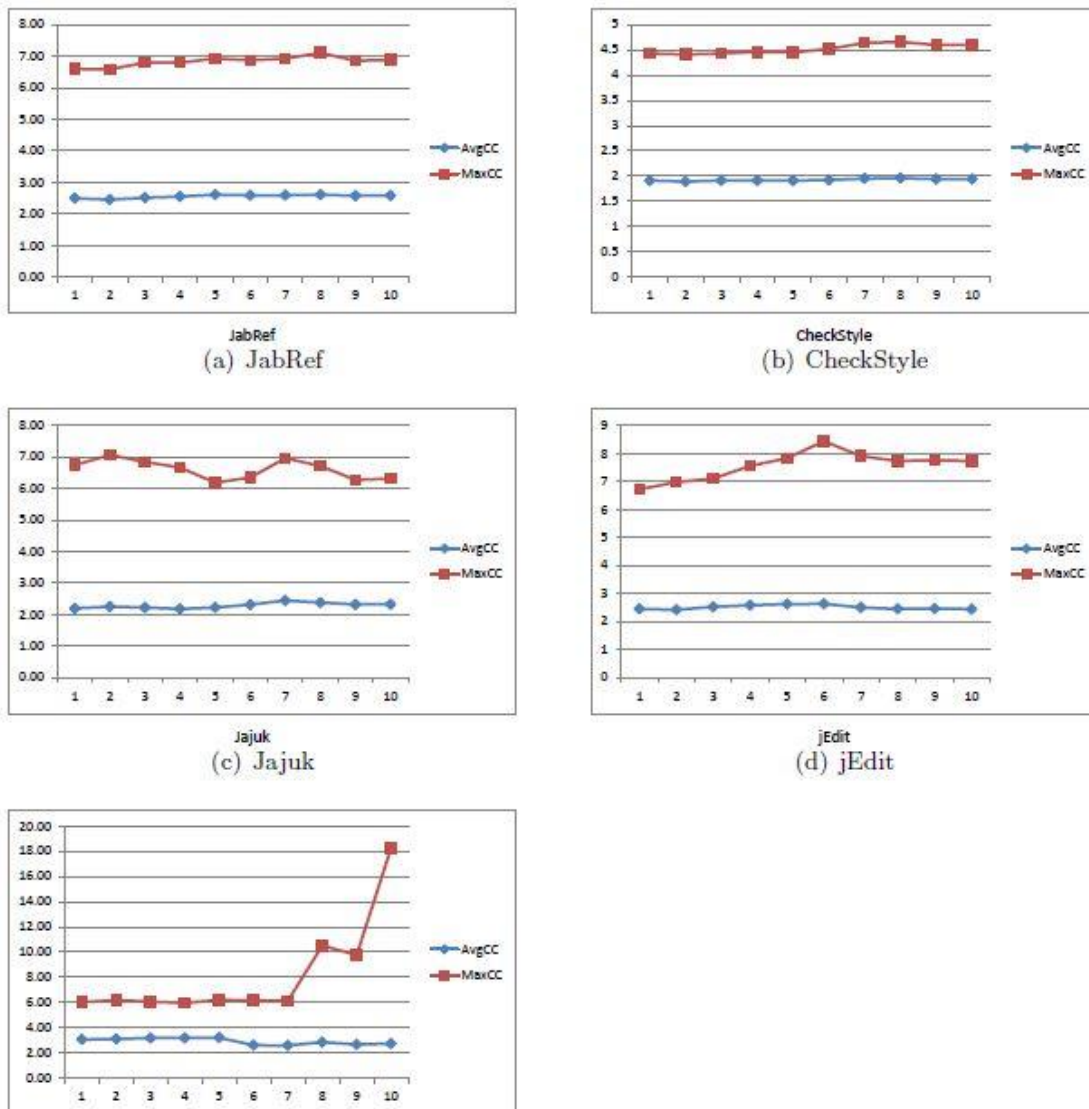 8.00
7.00
6.00
5.00
4.00
3.00
2.00
1.00
0.00
1 2 3 4 5 6 7 8 9 10
AvgCC
MaxCC
JabRef
(a) JabRef
5
4.5
4
3.5
3
2.5
2
1.5
1
0.5
0
1 2 3 4 5 6 7 8 9 10
AvgCC
MaxCC
CheckStyle
(b) CheckStyle
8.00
7.00
6.00
5.00
4.00
3.00
2.00
1.00
0.00
1 2 3 4 5 6 7 8 9 10
AvgCC
MaxCC
Jajuk
(c) Jajuk
9
8
7
6
5
4
3
2
1
0
1 2 3 4 5 6 7 8 9 10
AvgCC
MaxCC
jEdit
(d) jEdit
20.00
18.00
16.00
14.00
12.00
10.00
8.00
6.00
4.00
2.00
0.00
1 2 3 4 5 6 7 8 9 10
AvgCC
MaxCC